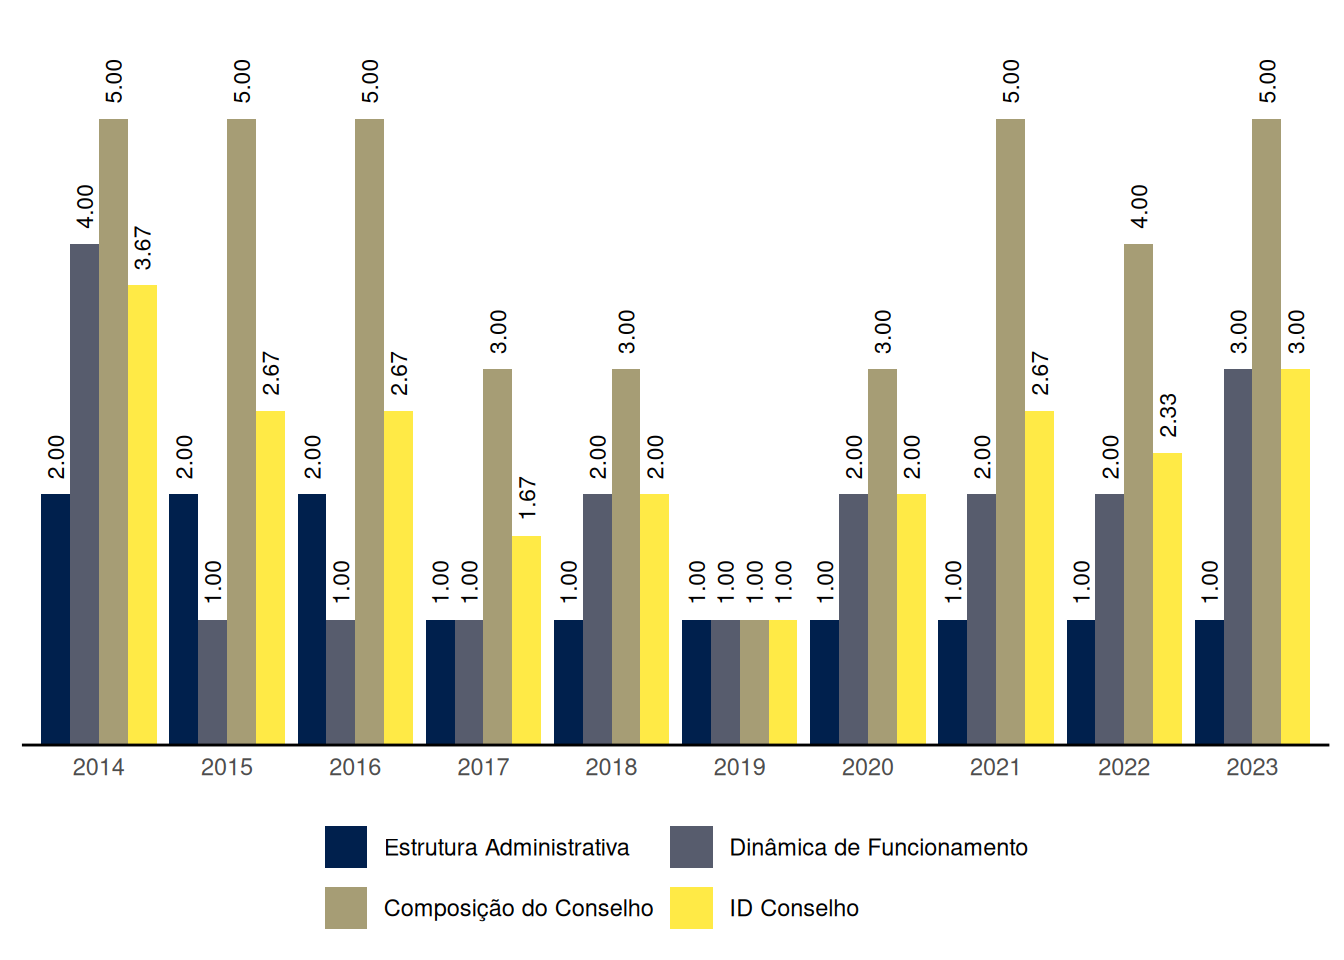 2.00 4.00 5.00 3.67
2.00 1.00 5.00 2.67
2.00 1.00 5.00 2.67
1.00 1.00 3.00 1.67
1.00 2.00 3.00 2.00
1.00 1.00 1.00 1.00
1.00 2.00 3.00 2.00
1.00 2.00 5.00 2.67
1.00 2.00 4.00 2.33
1.00 3.00 5.00 3.00
2014 2015 2016 2017 2018 2019 2020 2021 2022 2023
Estrutura Administrativa Dinâmica de Funcionamento
Composição do Conselho ID Conselho